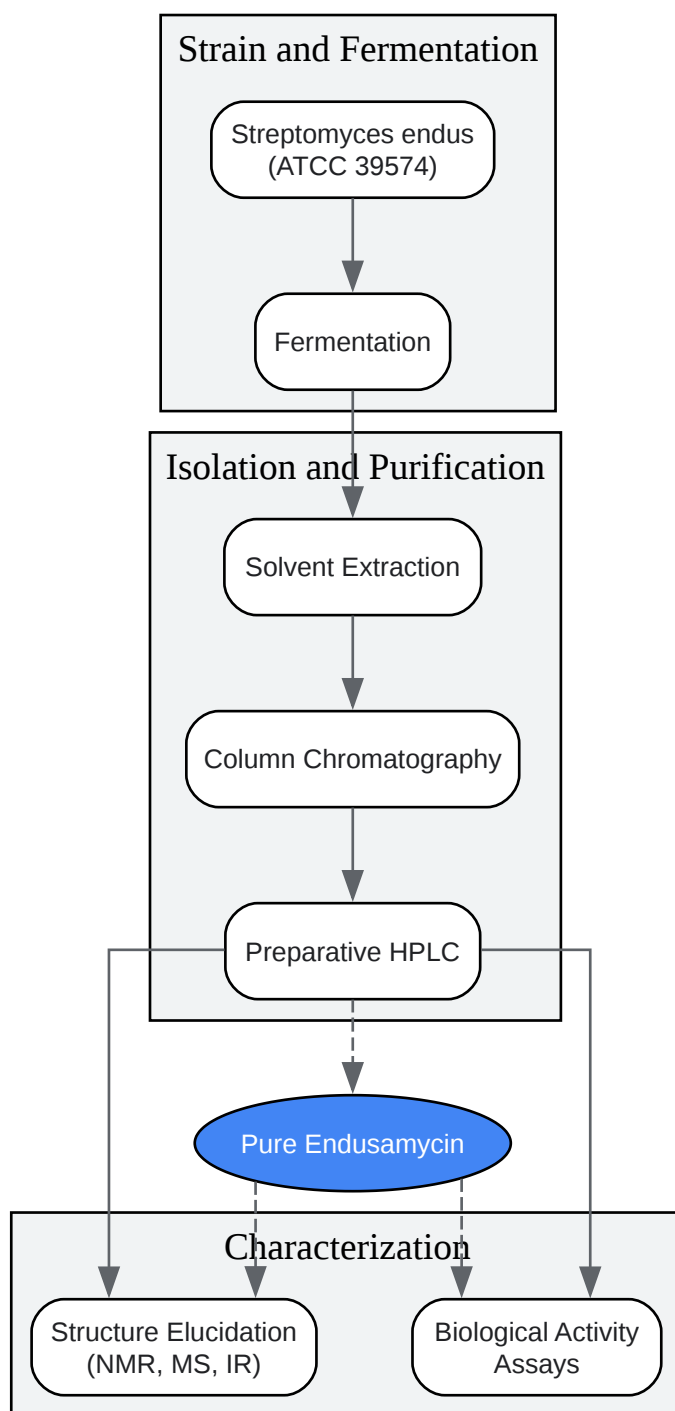 Strain and Fermentation
Streptomyces endus
(ATCC 39574)
Fermentation
Isolation and Purification
Solvent Extraction
Column Chromatography
Preparative HPLC
Pure Endusamycin
Characterization
Structure Elucidation
(NMR, MS, IR)
Biological Activity
Assays